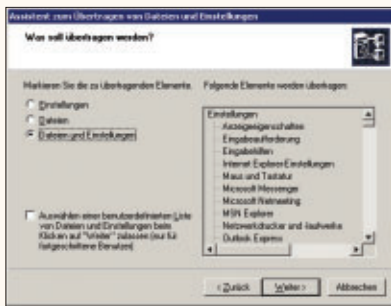 Assistent zum Übertragen von Dateien und Einstellungen
Was soll übertragen werden?
Markieren Sie die zu übertragenden Elemente.
Einstellungen
Dateien
Dateien und Einstellungen
Auswählen einer benutzerdefinierten Liste
von Dateien und Einstellungen beim
Klicken auf "Weiter" zulassen (nur für
fortgeschrittene Benutzer)
Folgende Elemente werden übertragen:
Einstellungen
Anzeigeeigenschaften
Eingabeaufforderung
Eingabehilfen
Internet Explorer-Einstellungen
Maus und Tastatur
Microsoft Messenger
Microsoft Netmeeting
MSN Explorer
Netzwerkdrucker und -laufwerke
Outlook Express
< Zurück
Weiter >
Abbrechen